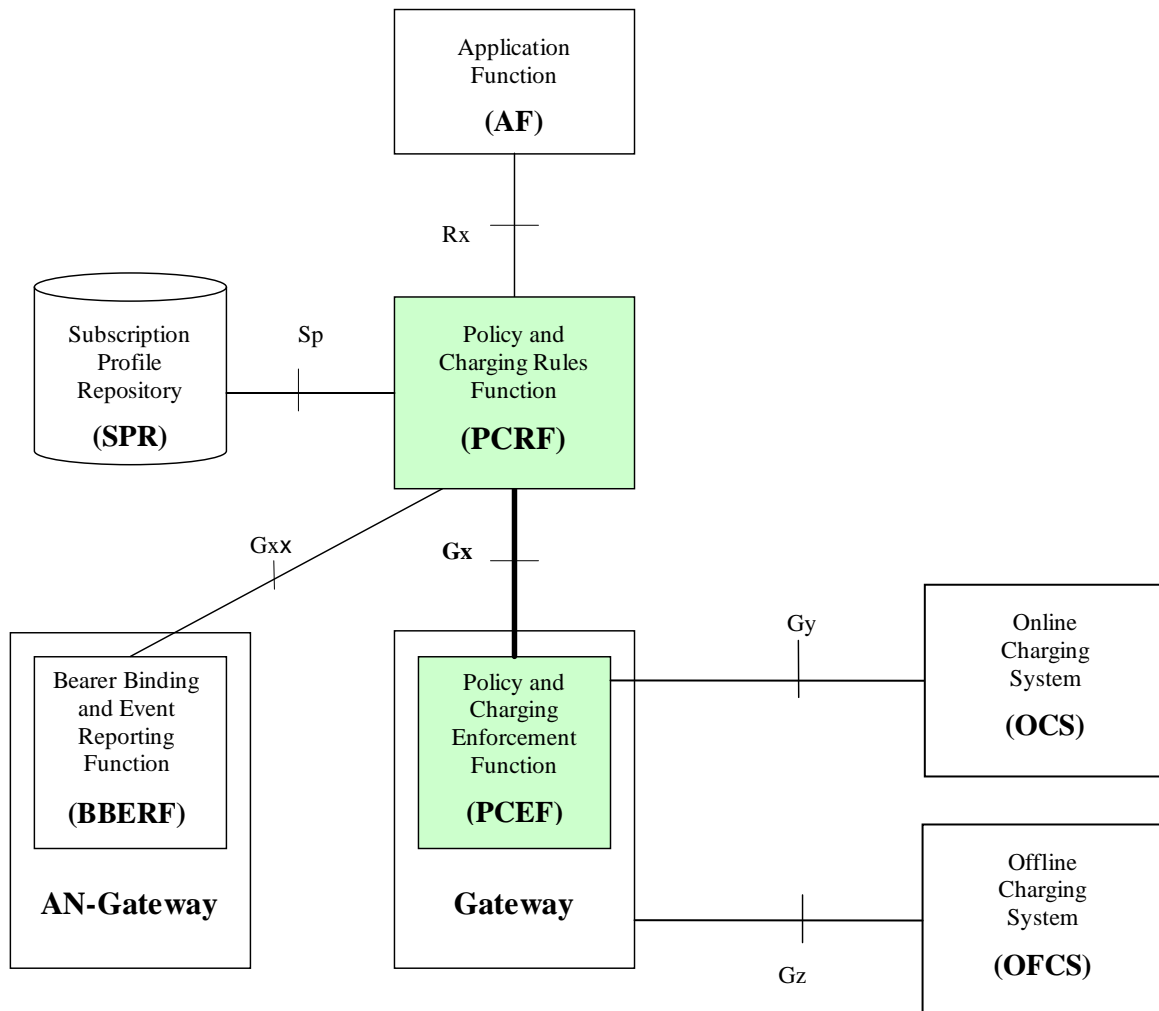 Application
Function
(AF)
Rx
Subscription
Profile
Repository
(SPR)
Sp
Policy and
Charging Rules
Function
(PCRF)
Gxx
Gx
Bearer Binding
and Event
Reporting
Function
(BBERF)
AN-Gateway
Policy and
Charging
Enforcement
Function
(PCEF)
Gateway
Gy
Online
Charging
System
(OCS)
Gz
Offline
Charging
System
(OFCS)